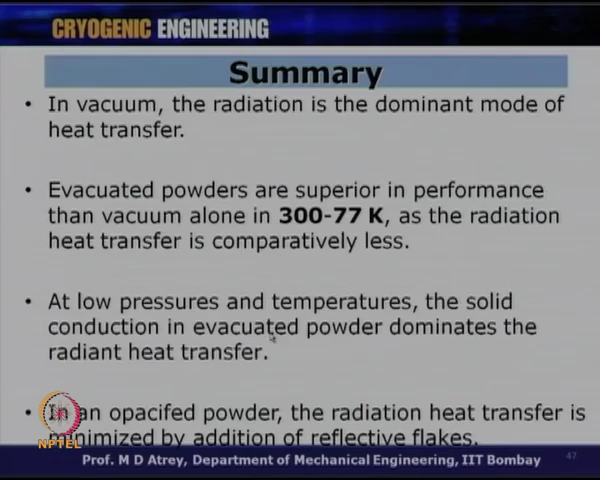 CRYOGENIC ENGINEERING
Summary
• In vacuum, the radiation is the dominant mode of
heat transfer.
• Evacuated powders are superior in performance
than vacuum alone in 300-77 K, as the radiation
heat transfer is comparatively less.
• At low pressures and temperatures, the solid
conduction in evacuated powder dominates the
radiant heat transfer.
• In an opacifed powder, the radiation heat transfer is
minimized by addition of reflective flakes.
NPTEL
Prof. M D Atrey, Department of Mechanical Engineering, IIT Bombay
47